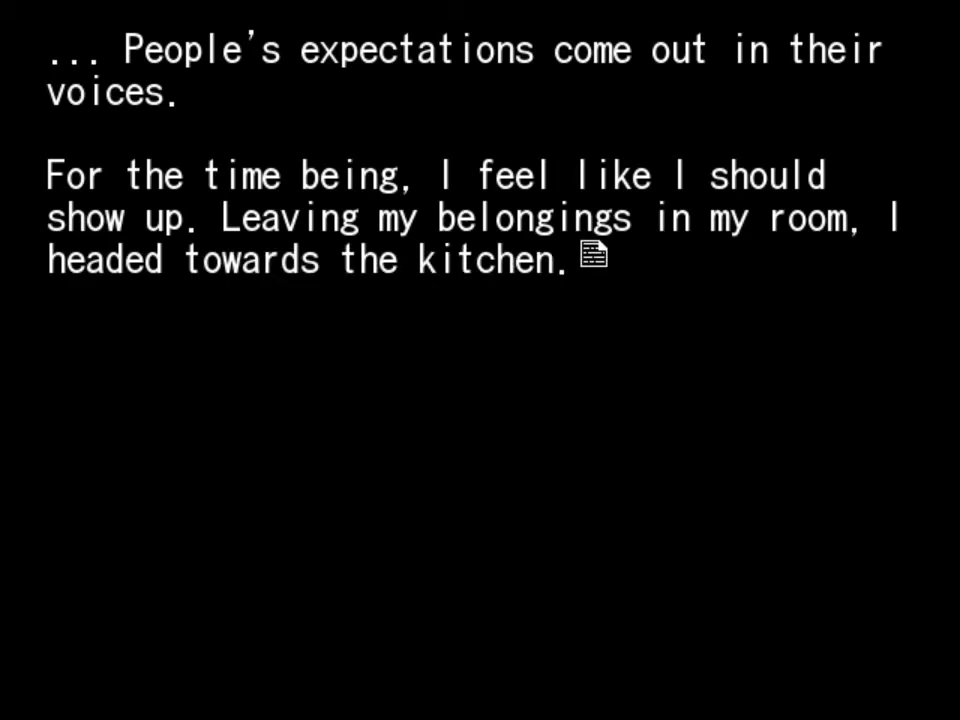 ... People's expectations come out in their
voices.
For the time being, I feel like I should
show up. Leaving my belongings in my room, I
headed towards the kitchen.